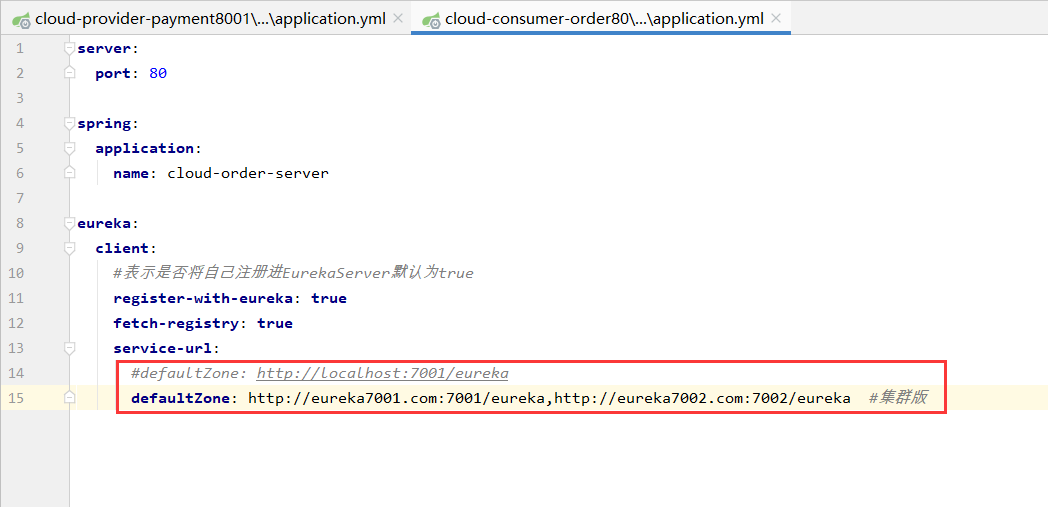 cloud-provider-payment8001\...\application.yml cloud-consumer-order80\...\application.yml
1 server:
2 port: 80
3
4 spring:
5 application:
6 name: cloud-order-server
7
8 eureka:
9 client:
10 #表示是否将自己注册进EurekaServer默认为true
11 register-with-eureka: true
12 fetch-registry: true
13 service-url:
14 #defaultZone: http://localhost:7001/eureka
15 defaultZone: http://eureka7001.com:7001/eureka,http://eureka7002.com:7002/eureka #集群版